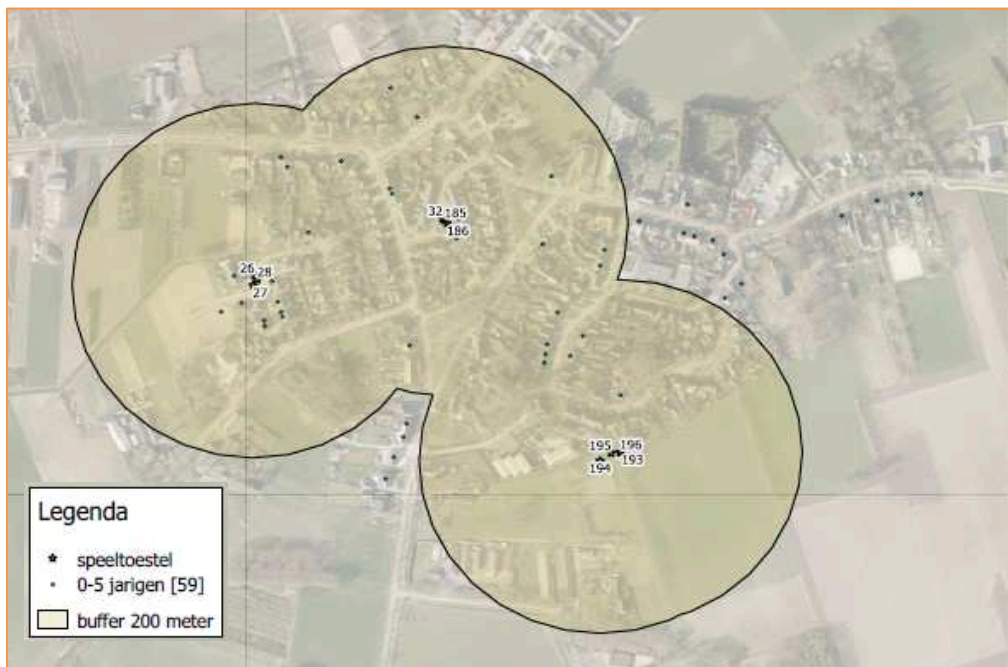 32 185
186
26 28
27
195 196
194 193
Legenda
speeltoestel
0-5 jarigen [59]
buffer 200 meter